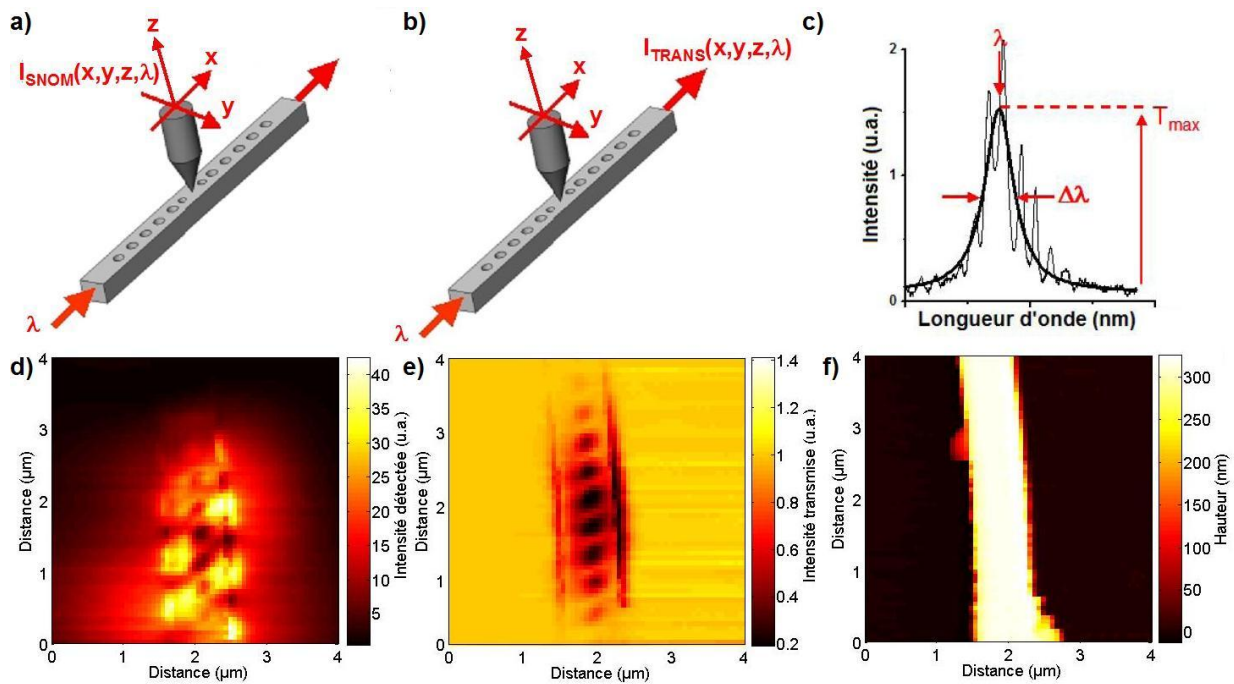 a)
z
I_SNOM(x,y,z,λ)
x
y
λ
b)
z
I_TRANS(x,y,z,λ)
x
y
λ
c)
λ
T_max
Δλ
Intensité (u.a.)
2
1
0
Longueur d'onde (nm)
d)
Distance (µm)
4
3
2
1
0
0 1 2 3 4
Distance (µm)
40
35
30
25
20
15
10
5
Intensité détectée (u.a.)
e)
Distance (µm)
4
3
2
1
0
0 1 2 3 4
Distance (µm)
1.4
1.2
1
0.8
0.6
0.4
0.2
Intensité transmise (u.a.)
f)
Distance (µm)
4
3
2
1
0
0 1 2 3 4
Distance (µm)
300
250
200
150
100
50
0
Hauteur (nm)